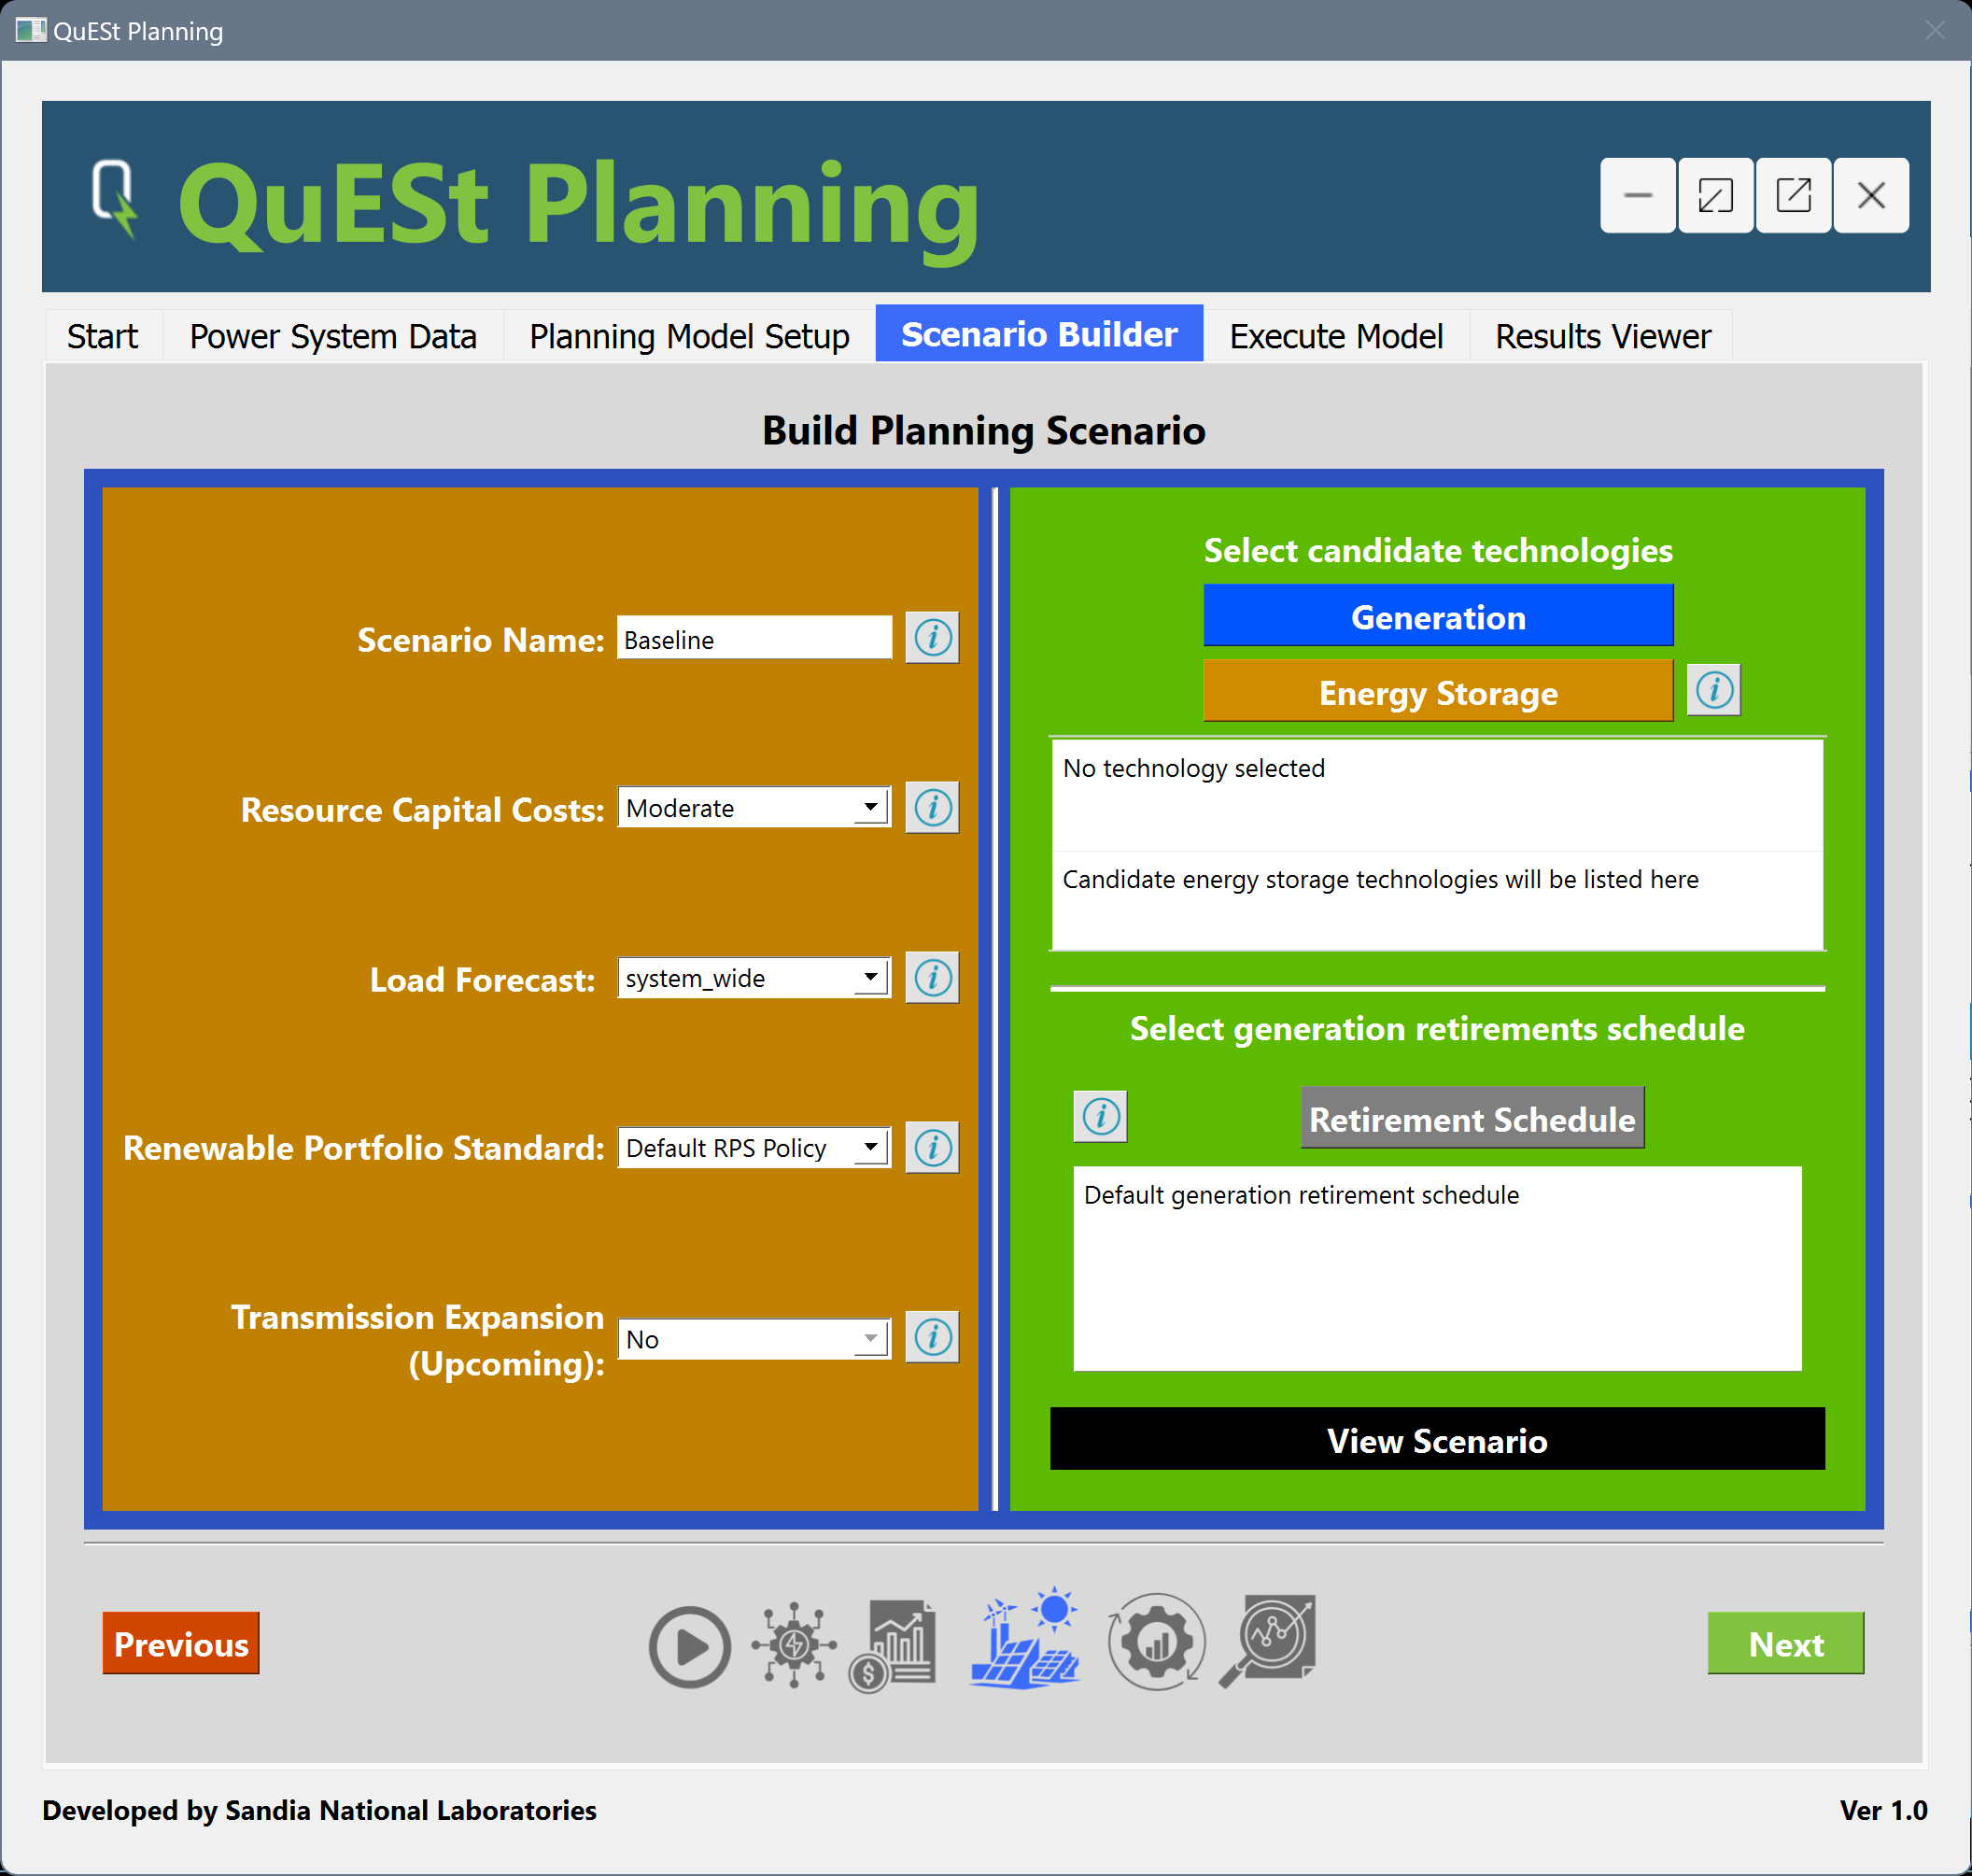 QuESt Planning
QuESt Planning
Start
Power System Data
Planning Model Setup
Scenario Builder
Execute Model
Results Viewer
Build Planning Scenario
Scenario Name:
Baseline
Resource Capital Costs:
Moderate
Load Forecast:
system_wide
Renewable Portfolio Standard:
Default RPS Policy
Transmission Expansion
(Upcoming):
No
Select candidate technologies
Generation
Energy Storage
No technology selected
Candidate energy storage technologies will be listed here
Select generation retirements schedule
Retirement Schedule
Default generation retirement schedule
View Scenario
Previous
Next
Developed by Sandia National Laboratories
Ver 1.0